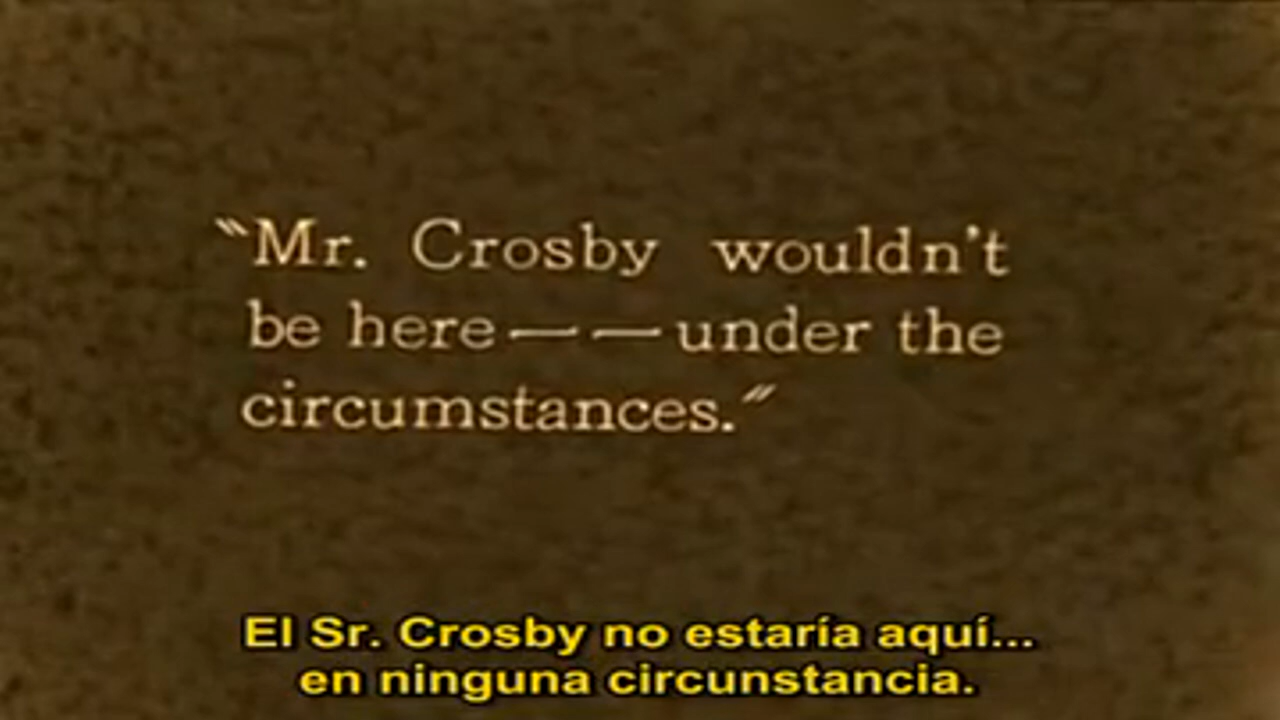 "Mr. Crosby wouldn't
be here — — under the
circumstances."
El Sr. Crosby no estaría aquí...
en ninguna circunstancia.